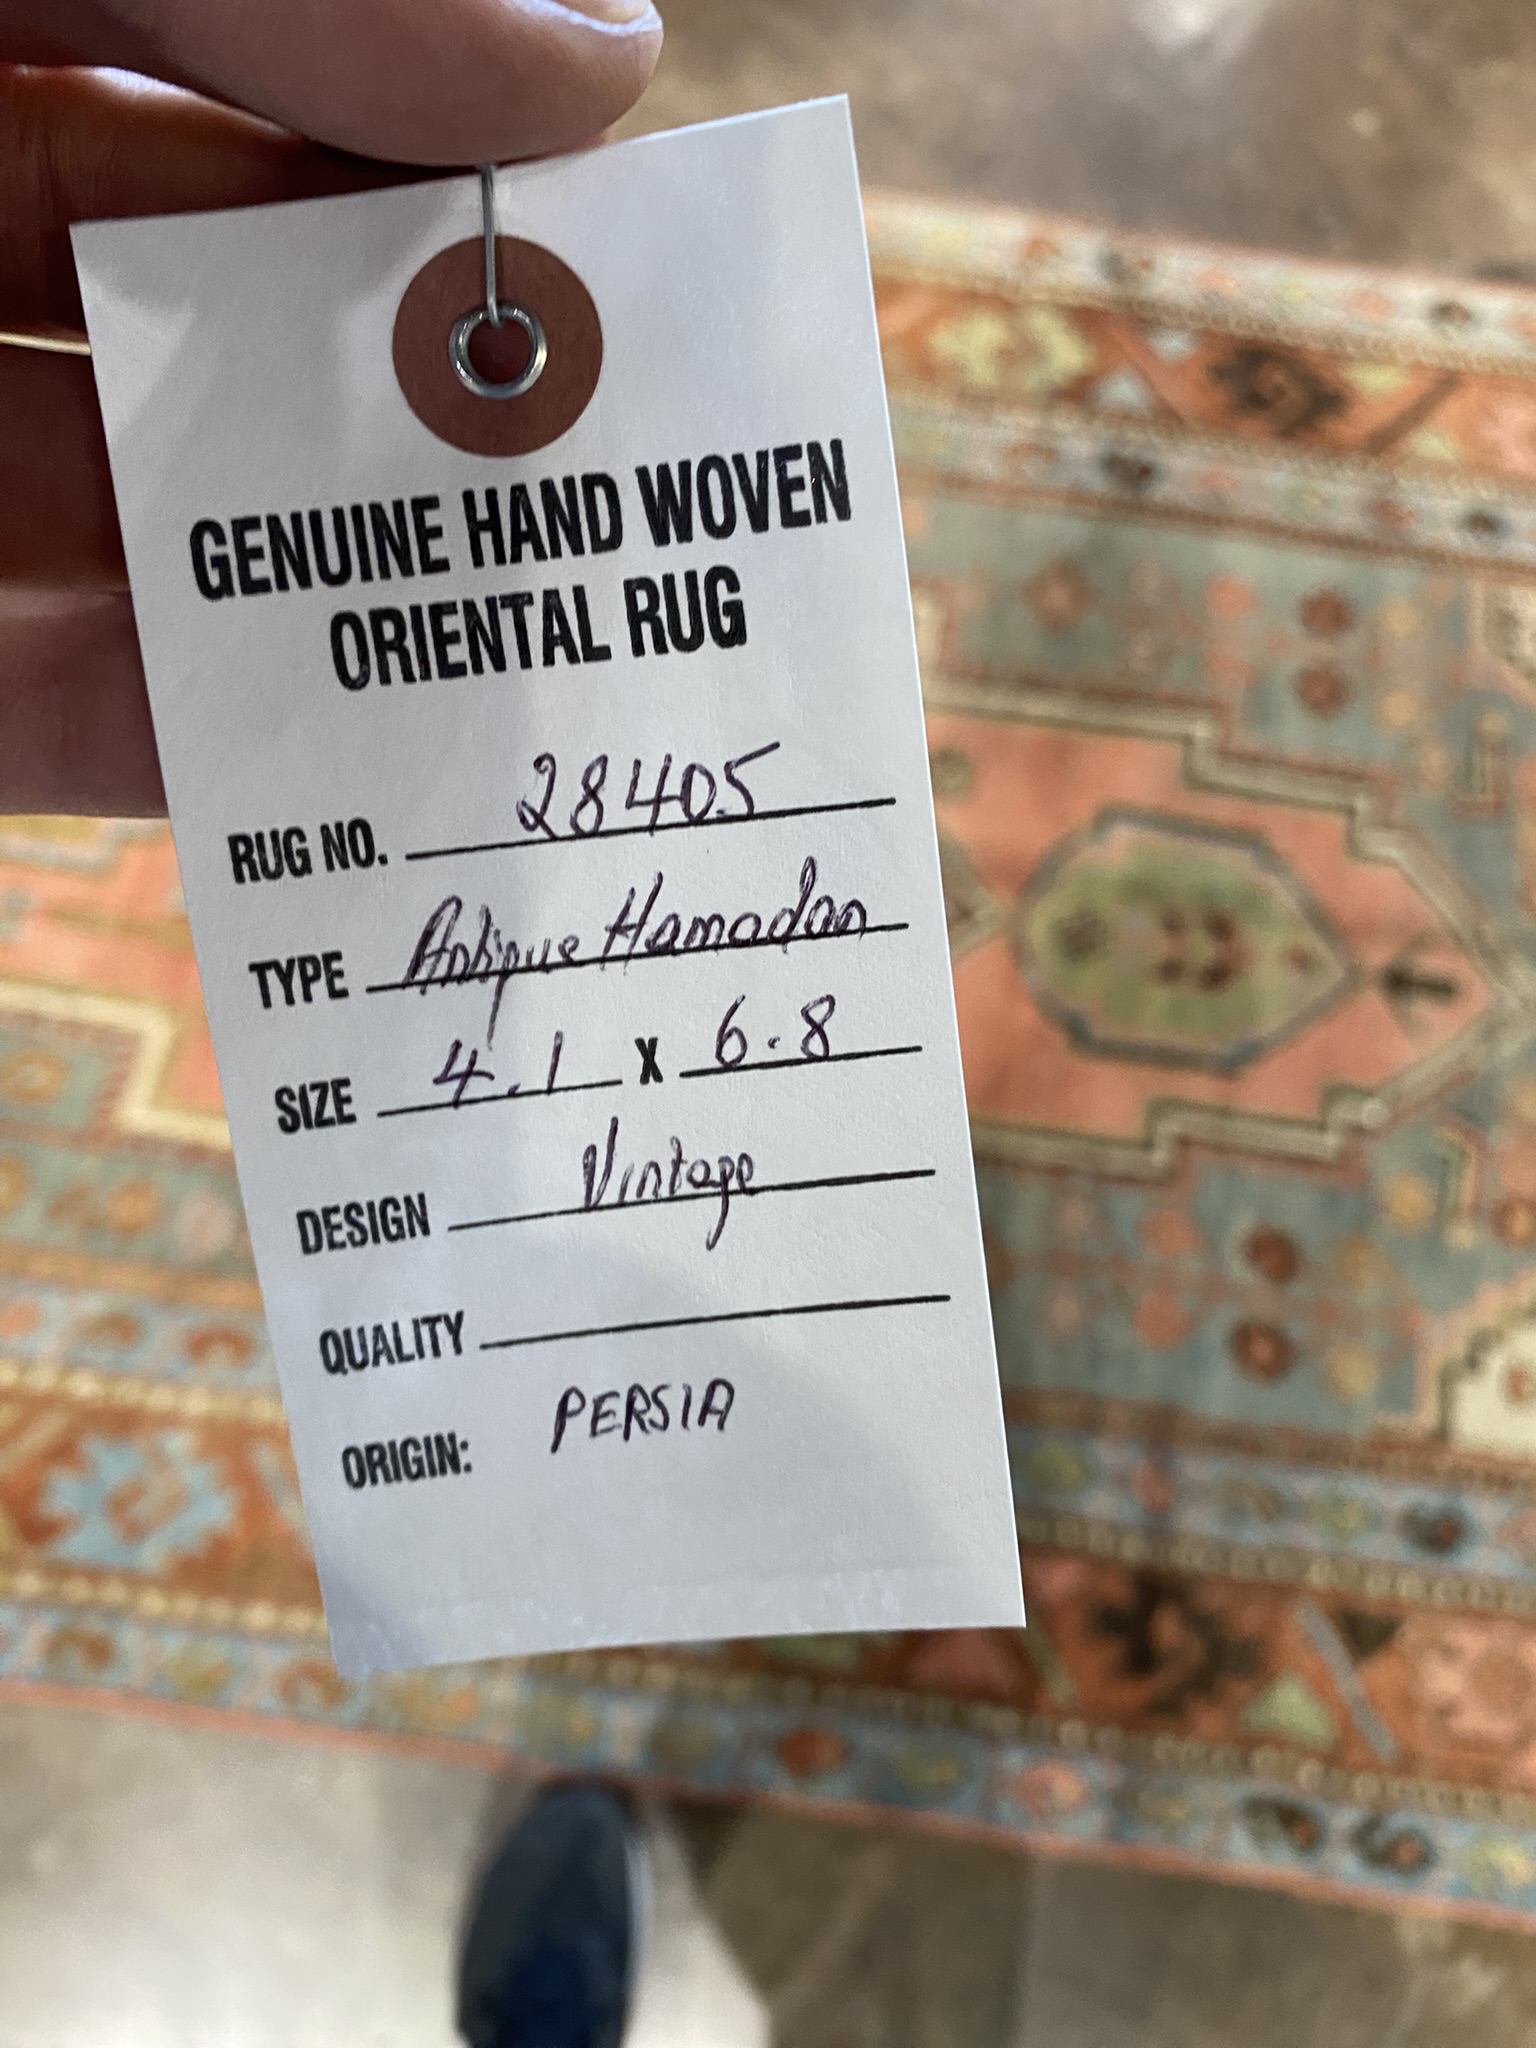 GENUINE HAND WOVEN
ORIENTAL RUG
RUG NO. 28405
TYPE Antique Hamadan
SIZE 4.1 X 6.8
DESIGN Vintage
QUALITY
ORIGIN: PERSIA